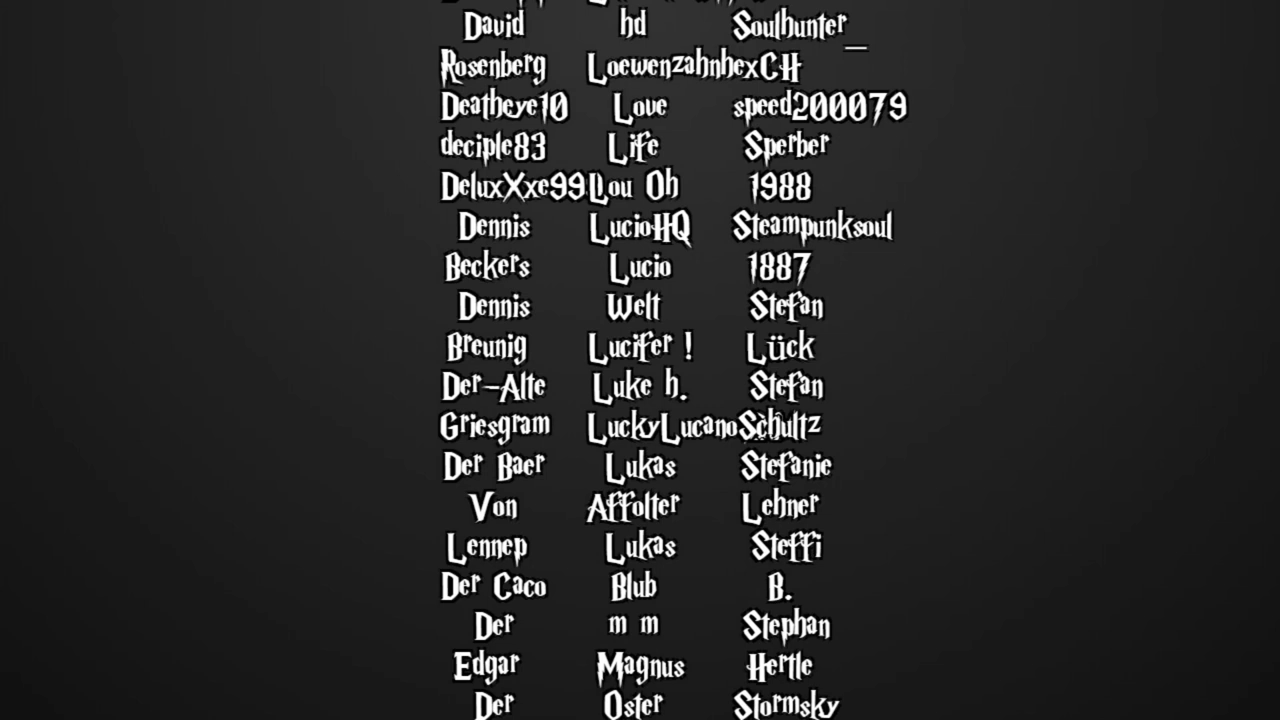 David hd Soulhunter_
Rosenberg LoewenzahnhexCH
Deatheye10 Love speed200079
deciple83 Life Sperber
DeluxXxe99 Lou Oh 1988
Dennis LucioHQ Steampunksoul
Beckers Lucio 1887
Dennis Welt Stefan
Breunig Lucifer ! Lück
Der-Alte Luke h. Stefan
Griesgram LuckyLucano Schultz
Der Baer Lukas Stefanie
Von Affolter Lehner
Lennep Lukas Steffi
Der Caco Blub B.
Der m m Stephan
Edgar Magnus Hertle
Der Oster Stormsky